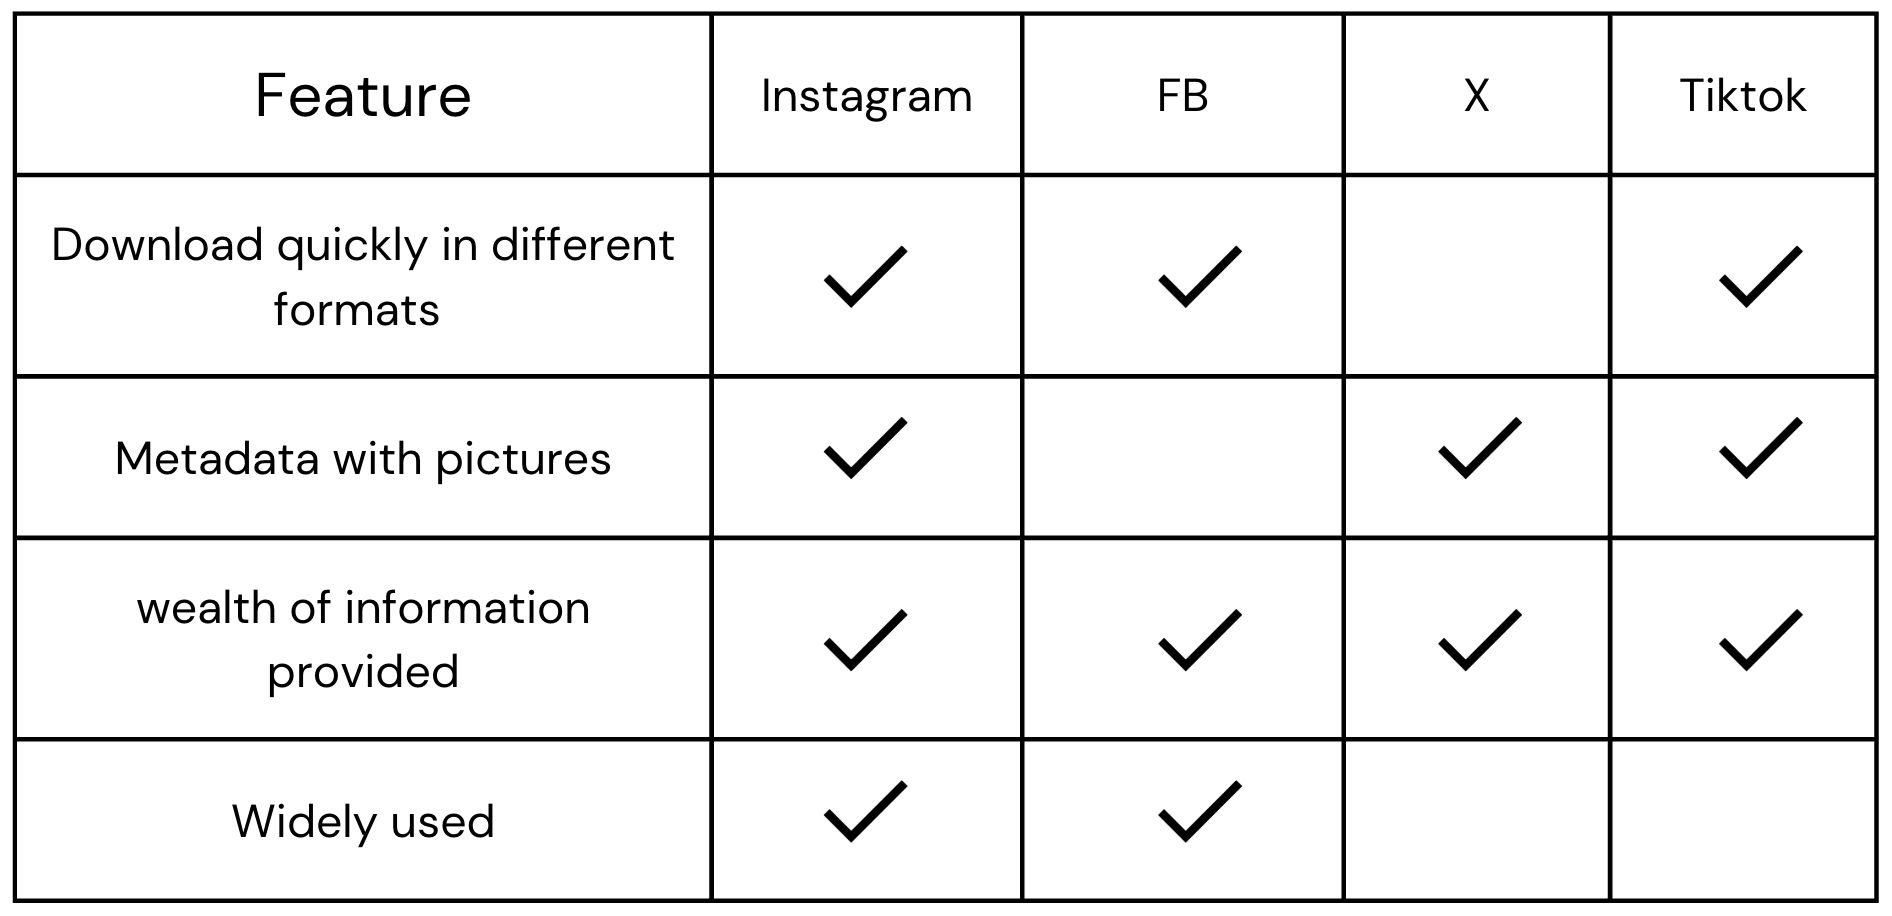 Feature Instagram FB X Tiktok
Download quickly in different
formats
Metadata with pictures
wealth of information
provided
Widely used